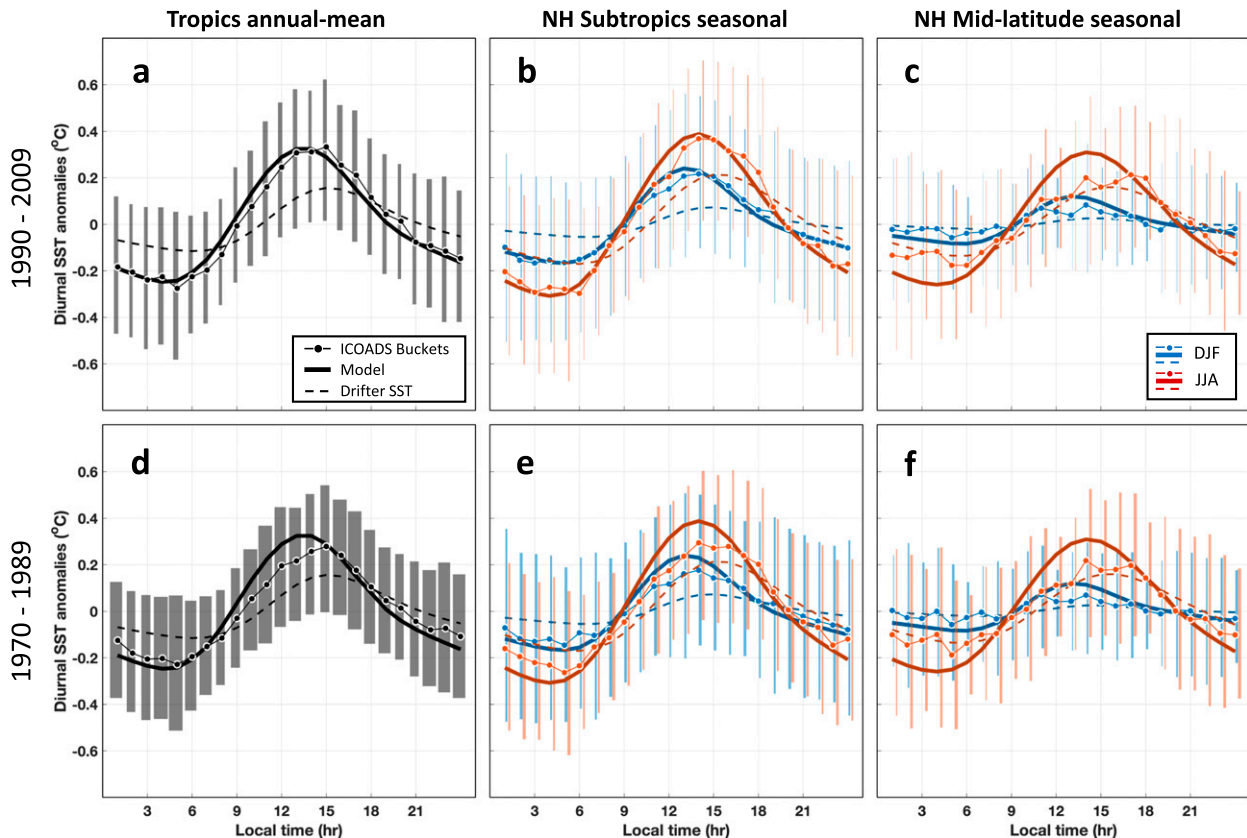 Tropics annual-mean
NH Subtropics seasonal
NH Mid-latitude seasonal
1990 - 2009
Diurnal SST anomalies (°C)
0.6
0.4
0.2
0
-0.2
-0.4
-0.6
a
ICOADS Buckets
Model
Drifter SST
b
c
DJF
JJA
1970 - 1989
Diurnal SST anomalies (°C)
0.6
0.4
0.2
0
-0.2
-0.4
-0.6
d
e
f
3 6 9 12 15 18 21
3 6 9 12 15 18 21
3 6 9 12 15 18 21
Local time (hr)
Local time (hr)
Local time (hr)